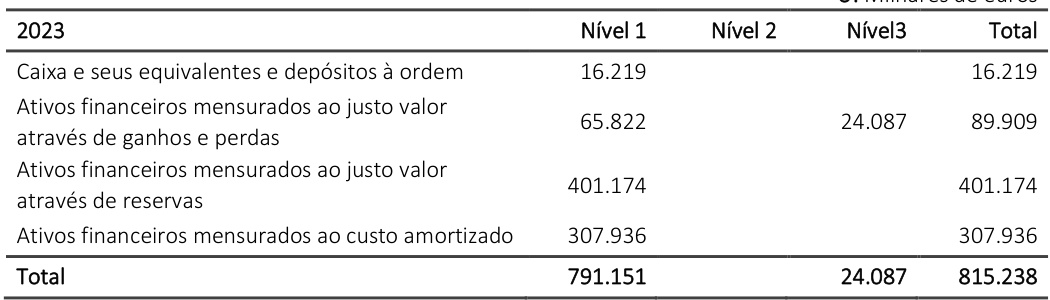 2023 Nível 1 Nível 2 Nível3 Total
Caixa e seus equivalentes e depósitos à ordem 16.219 16.219
Ativos financeiros mensurados ao justo valor
através de ganhos e perdas 65.822 24.087 89.909
Ativos financeiros mensurados ao justo valor
através de reservas 401.174 401.174
Ativos financeiros mensurados ao custo amortizado 307.936 307.936
Total 791.151 24.087 815.238